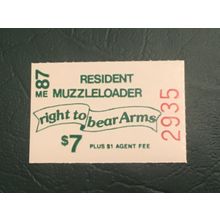 ME 87
RESIDENT
MUZZLELOADER
right to bear Arms
$7 PLUS $1 AGENT FEE
2935